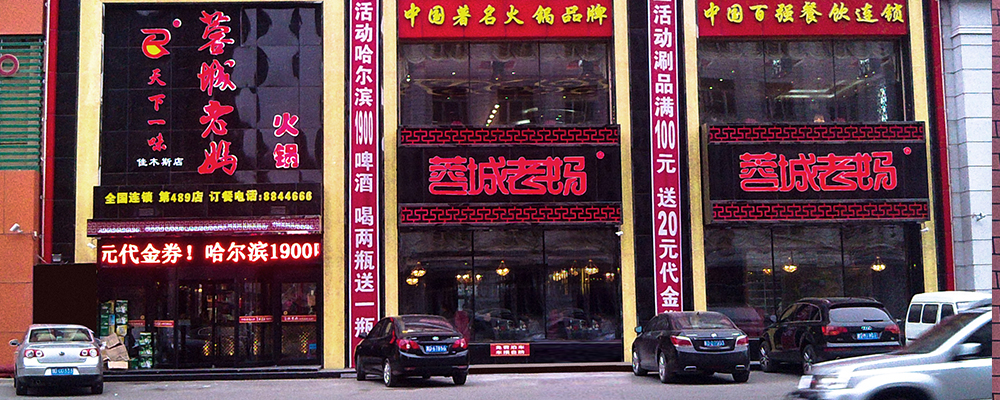 蓉城老妈
火锅
天下一味
佳木斯店
全国连锁 第489店 订餐电话:8844666
元代金券！哈尔滨1900
活动哈尔滨1900啤酒 喝两瓶送一瓶
中国著名火锅品牌
蓉城老妈
活动涮品满100元 送20元代金
中国百强餐饮连锁
蓉城老妈